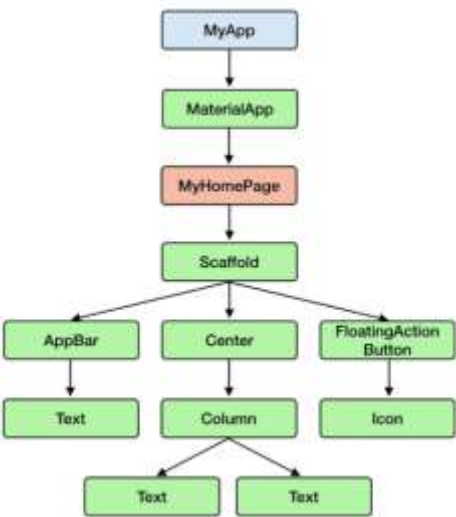 MyApp
MaterialApp
MyHomePage
Scaffold
AppBar
Center
FloatingAction
Button
Text
Column
Icon
Text
Text